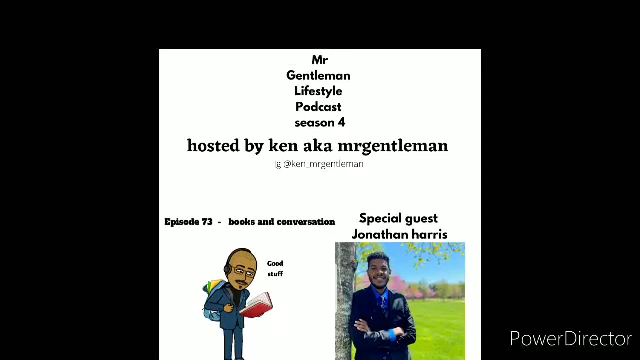 Mr
Gentleman
Lifestyle
Podcast
season 4
hosted by ken aka mrgentleman
ig @ken_mrgentleman
Episode 73 - books and conversation
Special guest
Jonathan harris
Good
stuff
PowerDirector